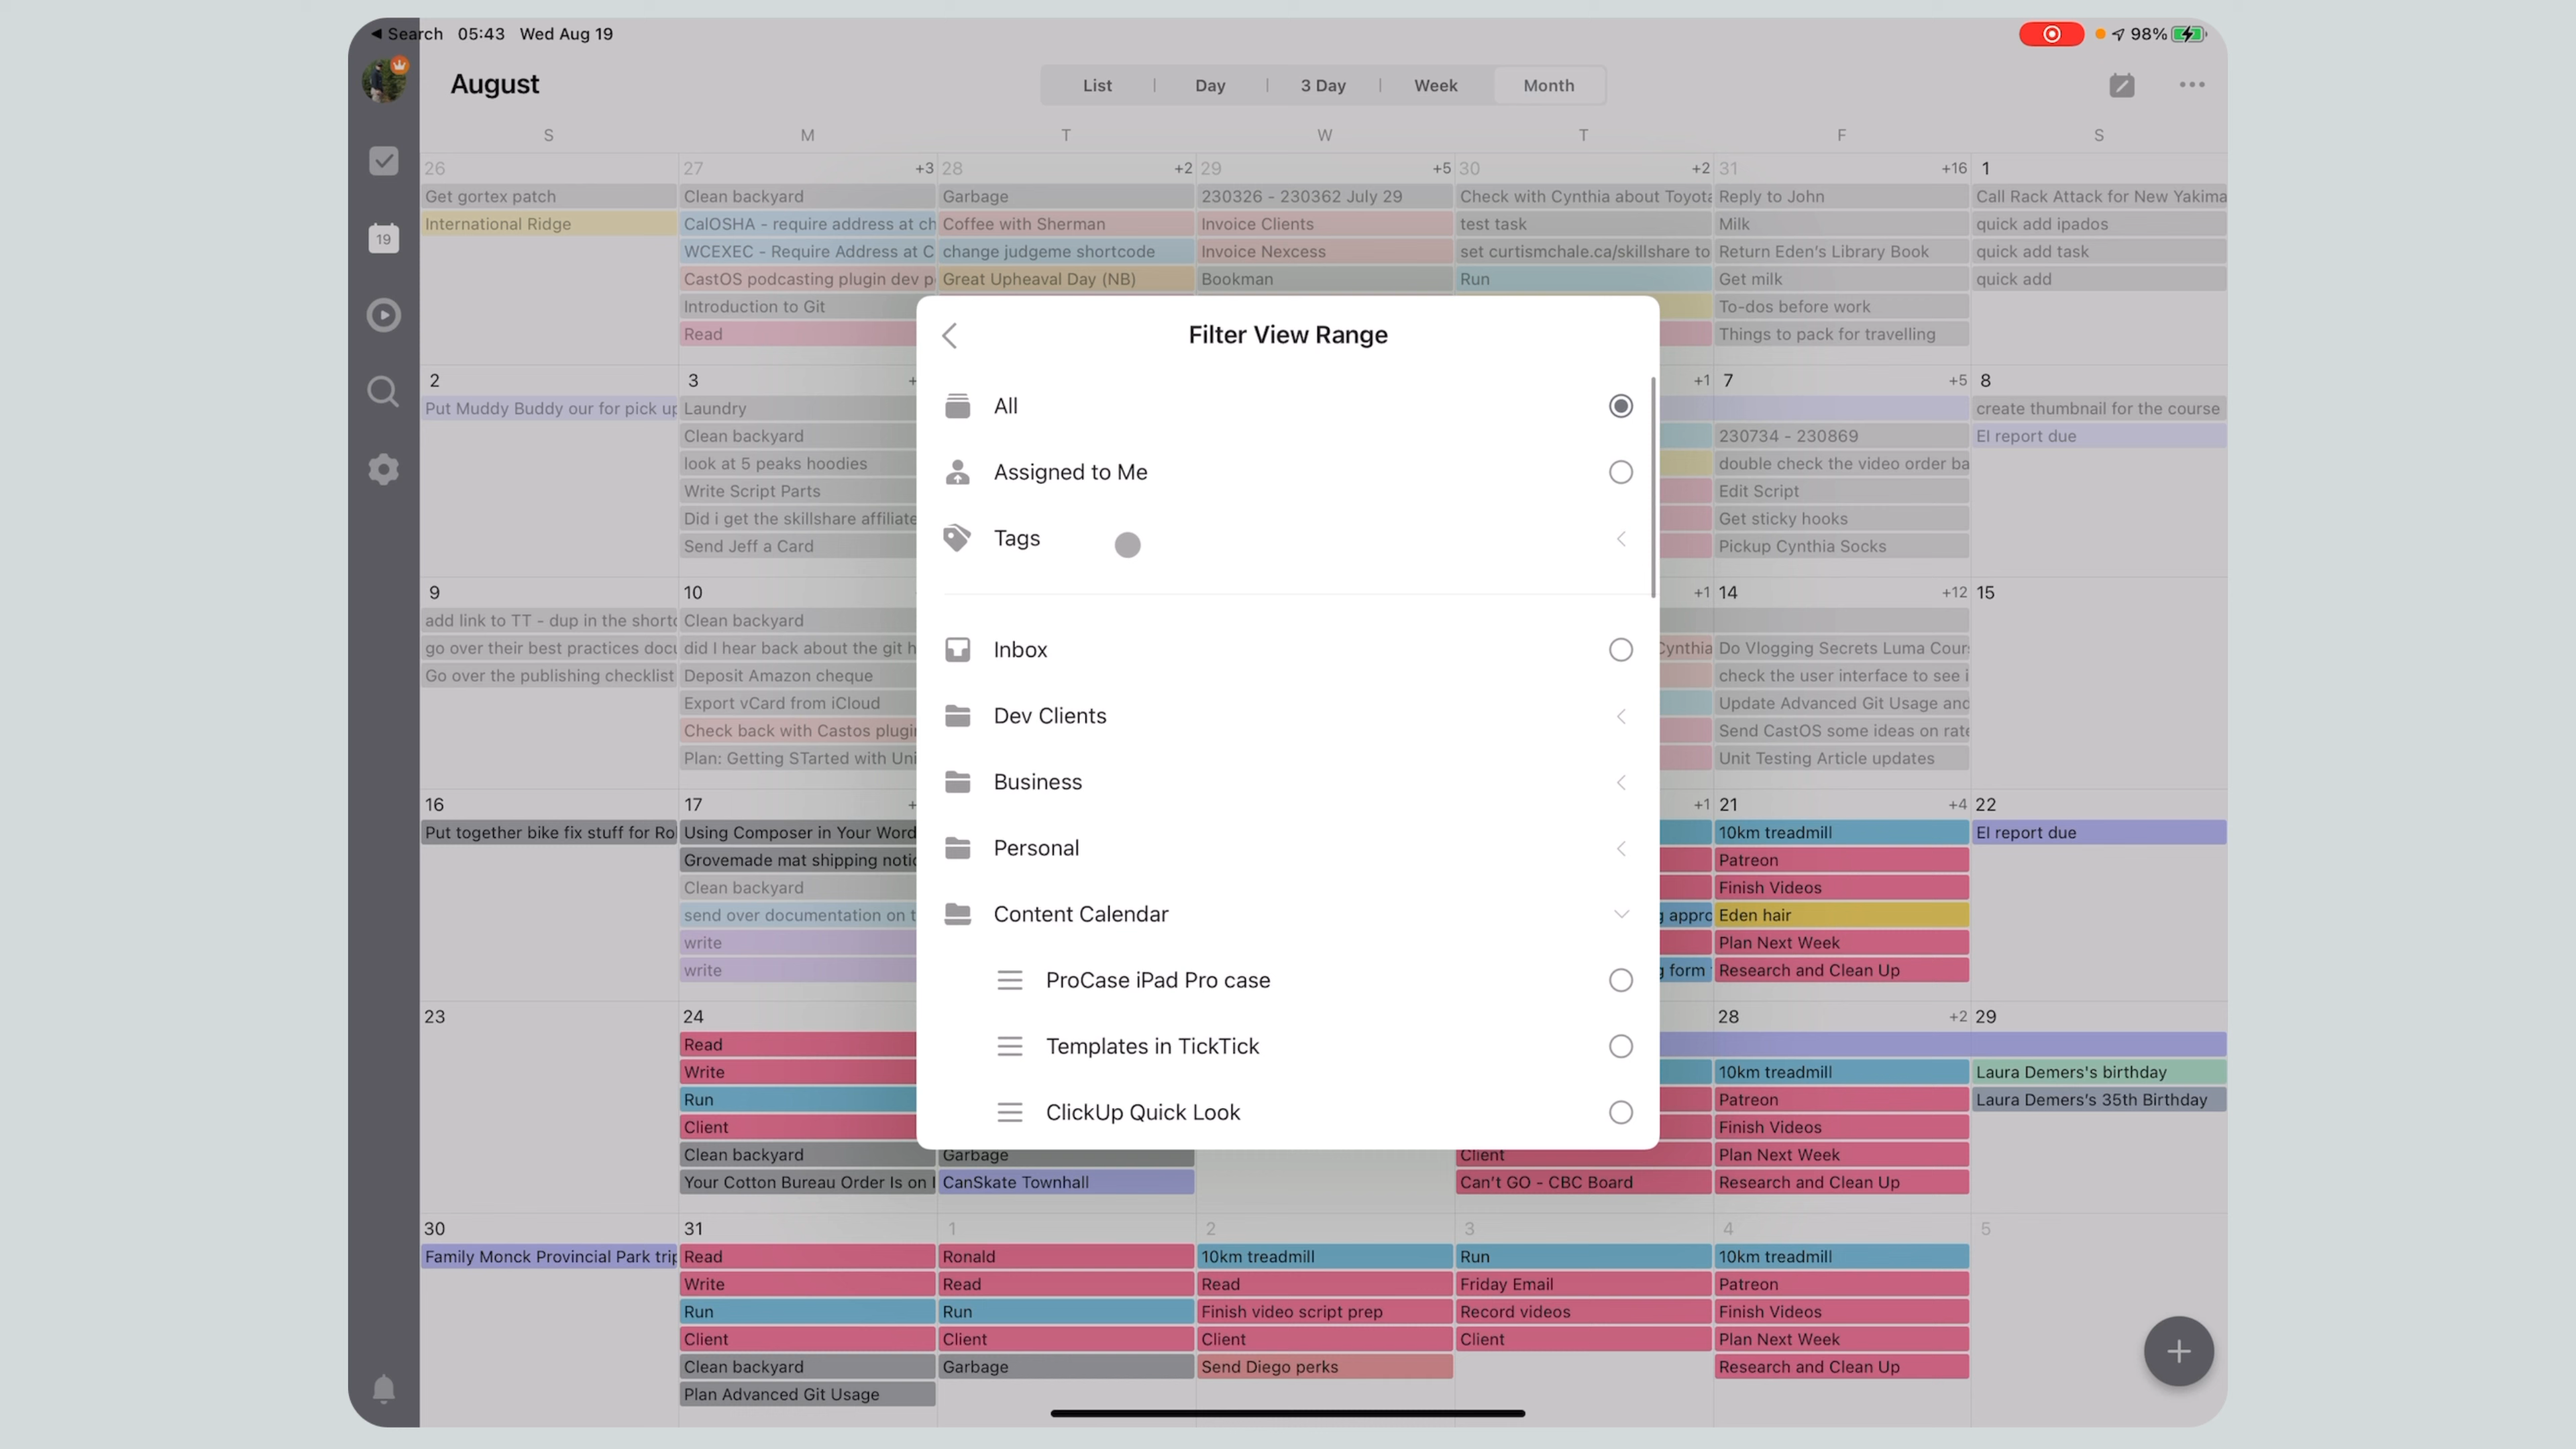 Search 05:43 Wed Aug 19
98%
August
List Day 3 Day Week Month
S M T W T F S
26 27 +3 28 +2 29 +5 30 +2 31 +16 1
Get gortex patch
International Ridge
Clean backyard
CalOSHA - require address at ch
WCEXEC - Require Address at C
CastOS podcasting plugin dev p
Introduction to Git
Read
Garbage
Coffee with Sherman
change judgeme shortcode
Great Upheaval Day (NB)
230326 - 230362 July 29
Invoice Clients
Invoice Nexcess
Bookman
Check with Cynthia about Toyota
test task
set curtismchale.ca/skillshare to
Run
Reply to John
Milk
Return Eden's Library Book
Get milk
To-dos before work
Things to pack for travelling
Call Rack Attack for New Yakima
quick add ipados
quick add task
quick add
2 3 + +1 7 +5 8
Put Muddy Buddy our for pick up
Laundry
Clean backyard
look at 5 peaks hoodies
Write Script Parts
Did i get the skillshare affiliate
Send Jeff a Card
230734 - 230869
double check the video order ba
Edit Script
Get sticky hooks
Pickup Cynthia Socks
create thumbnail for the course
EI report due
9 10 +1 14 +12 15
add link to TT - dup in the shortc
go over their best practices docu
Go over the publishing checklist
Clean backyard
did I hear back about the git h
Deposit Amazon cheque
Export vCard from iCloud
Check back with Castos plugin
Plan: Getting STarted with Uni
Cynthia
Do Vlogging Secrets Luma Cour
check the user interface to see i
Update Advanced Git Usage and
Send CastOS some ideas on rate
Unit Testing Article updates
16 17 + +1 21 +4 22
Put together bike fix stuff for Ro
Using Composer in Your Word
Grovemade mat shipping notic
Clean backyard
send over documentation on t
write
write
g appro
g form
10km treadmill
Patreon
Finish Videos
Eden hair
Plan Next Week
Research and Clean Up
EI report due
23 24 28 +2 29
Read
Write
Run
Client
Clean backyard
Your Cotton Bureau Order Is on
Garbage
CanSkate Townhall
Client
Can't GO - CBC Board
10km treadmill
Patreon
Finish Videos
Plan Next Week
Research and Clean Up
Laura Demers's birthday
Laura Demers's 35th Birthday
30 31 1 2 3 4 5
Family Monck Provincial Park trip
Read
Write
Run
Client
Clean backyard
Plan Advanced Git Usage
Ronald
Read
Run
Client
Garbage
10km treadmill
Read
Finish video script prep
Client
Send Diego perks
Run
Friday Email
Record videos
Client
10km treadmill
Patreon
Finish Videos
Plan Next Week
Research and Clean Up
19
Filter View Range
All
Assigned to Me
Tags
Inbox
Dev Clients
Business
Personal
Content Calendar
ProCase iPad Pro case
Templates in TickTick
ClickUp Quick Look